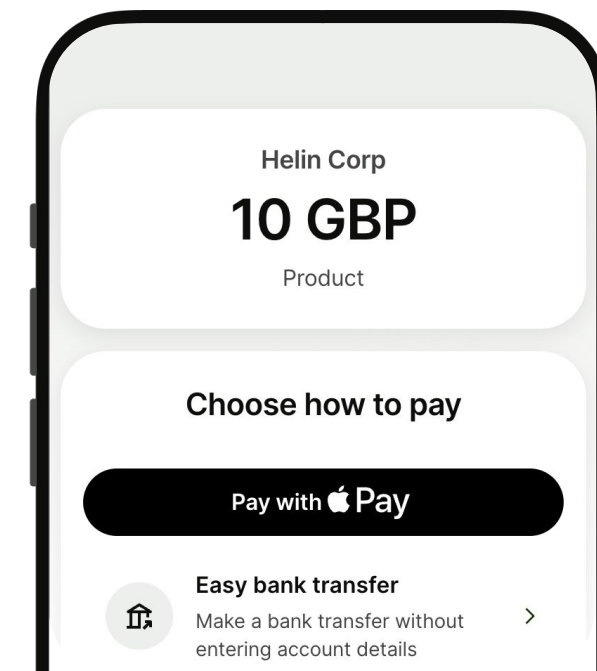 Helin Corp
10 GBP
Product
Choose how to pay
Pay with Pay
Easy bank transfer
Make a bank transfer without
entering account details